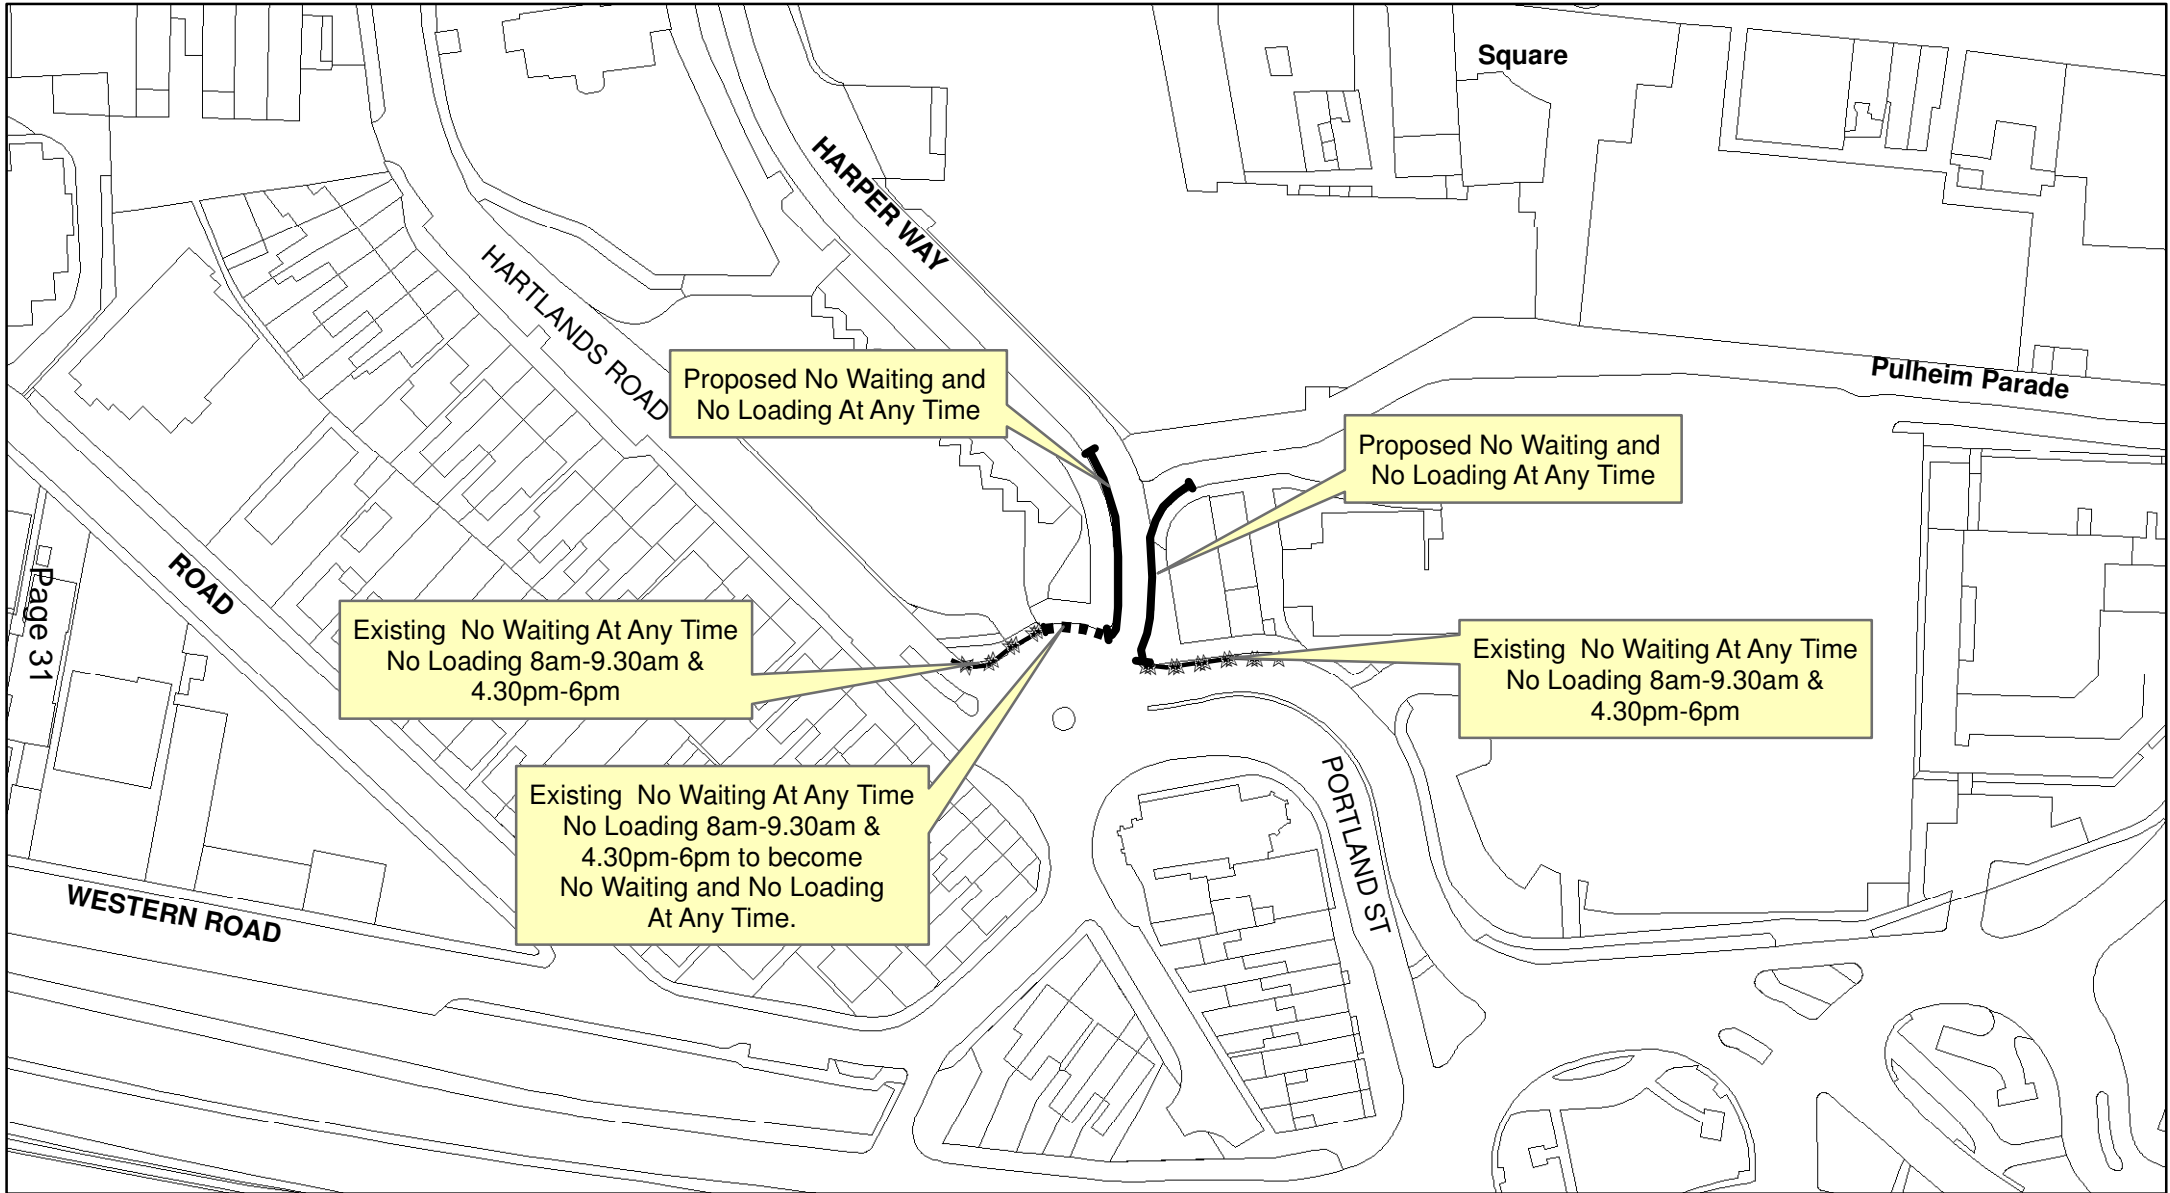 Square
HARPER WAY
HARTLANDS ROAD
Proposed No Waiting and
No Loading At Any Time
Pulheim Parade
Proposed No Waiting and
No Loading At Any Time
ROAD
Page 31
Existing No Waiting At Any Time
No Loading 8am-9.30am &
4.30pm-6pm
Existing No Waiting At Any Time
No Loading 8am-9.30am &
4.30pm-6pm
Existing No Waiting At Any Time
No Loading 8am-9.30am &
4.30pm-6pm to become
No Waiting and No Loading
At Any Time.
PORTLAND ST
WESTERN ROAD